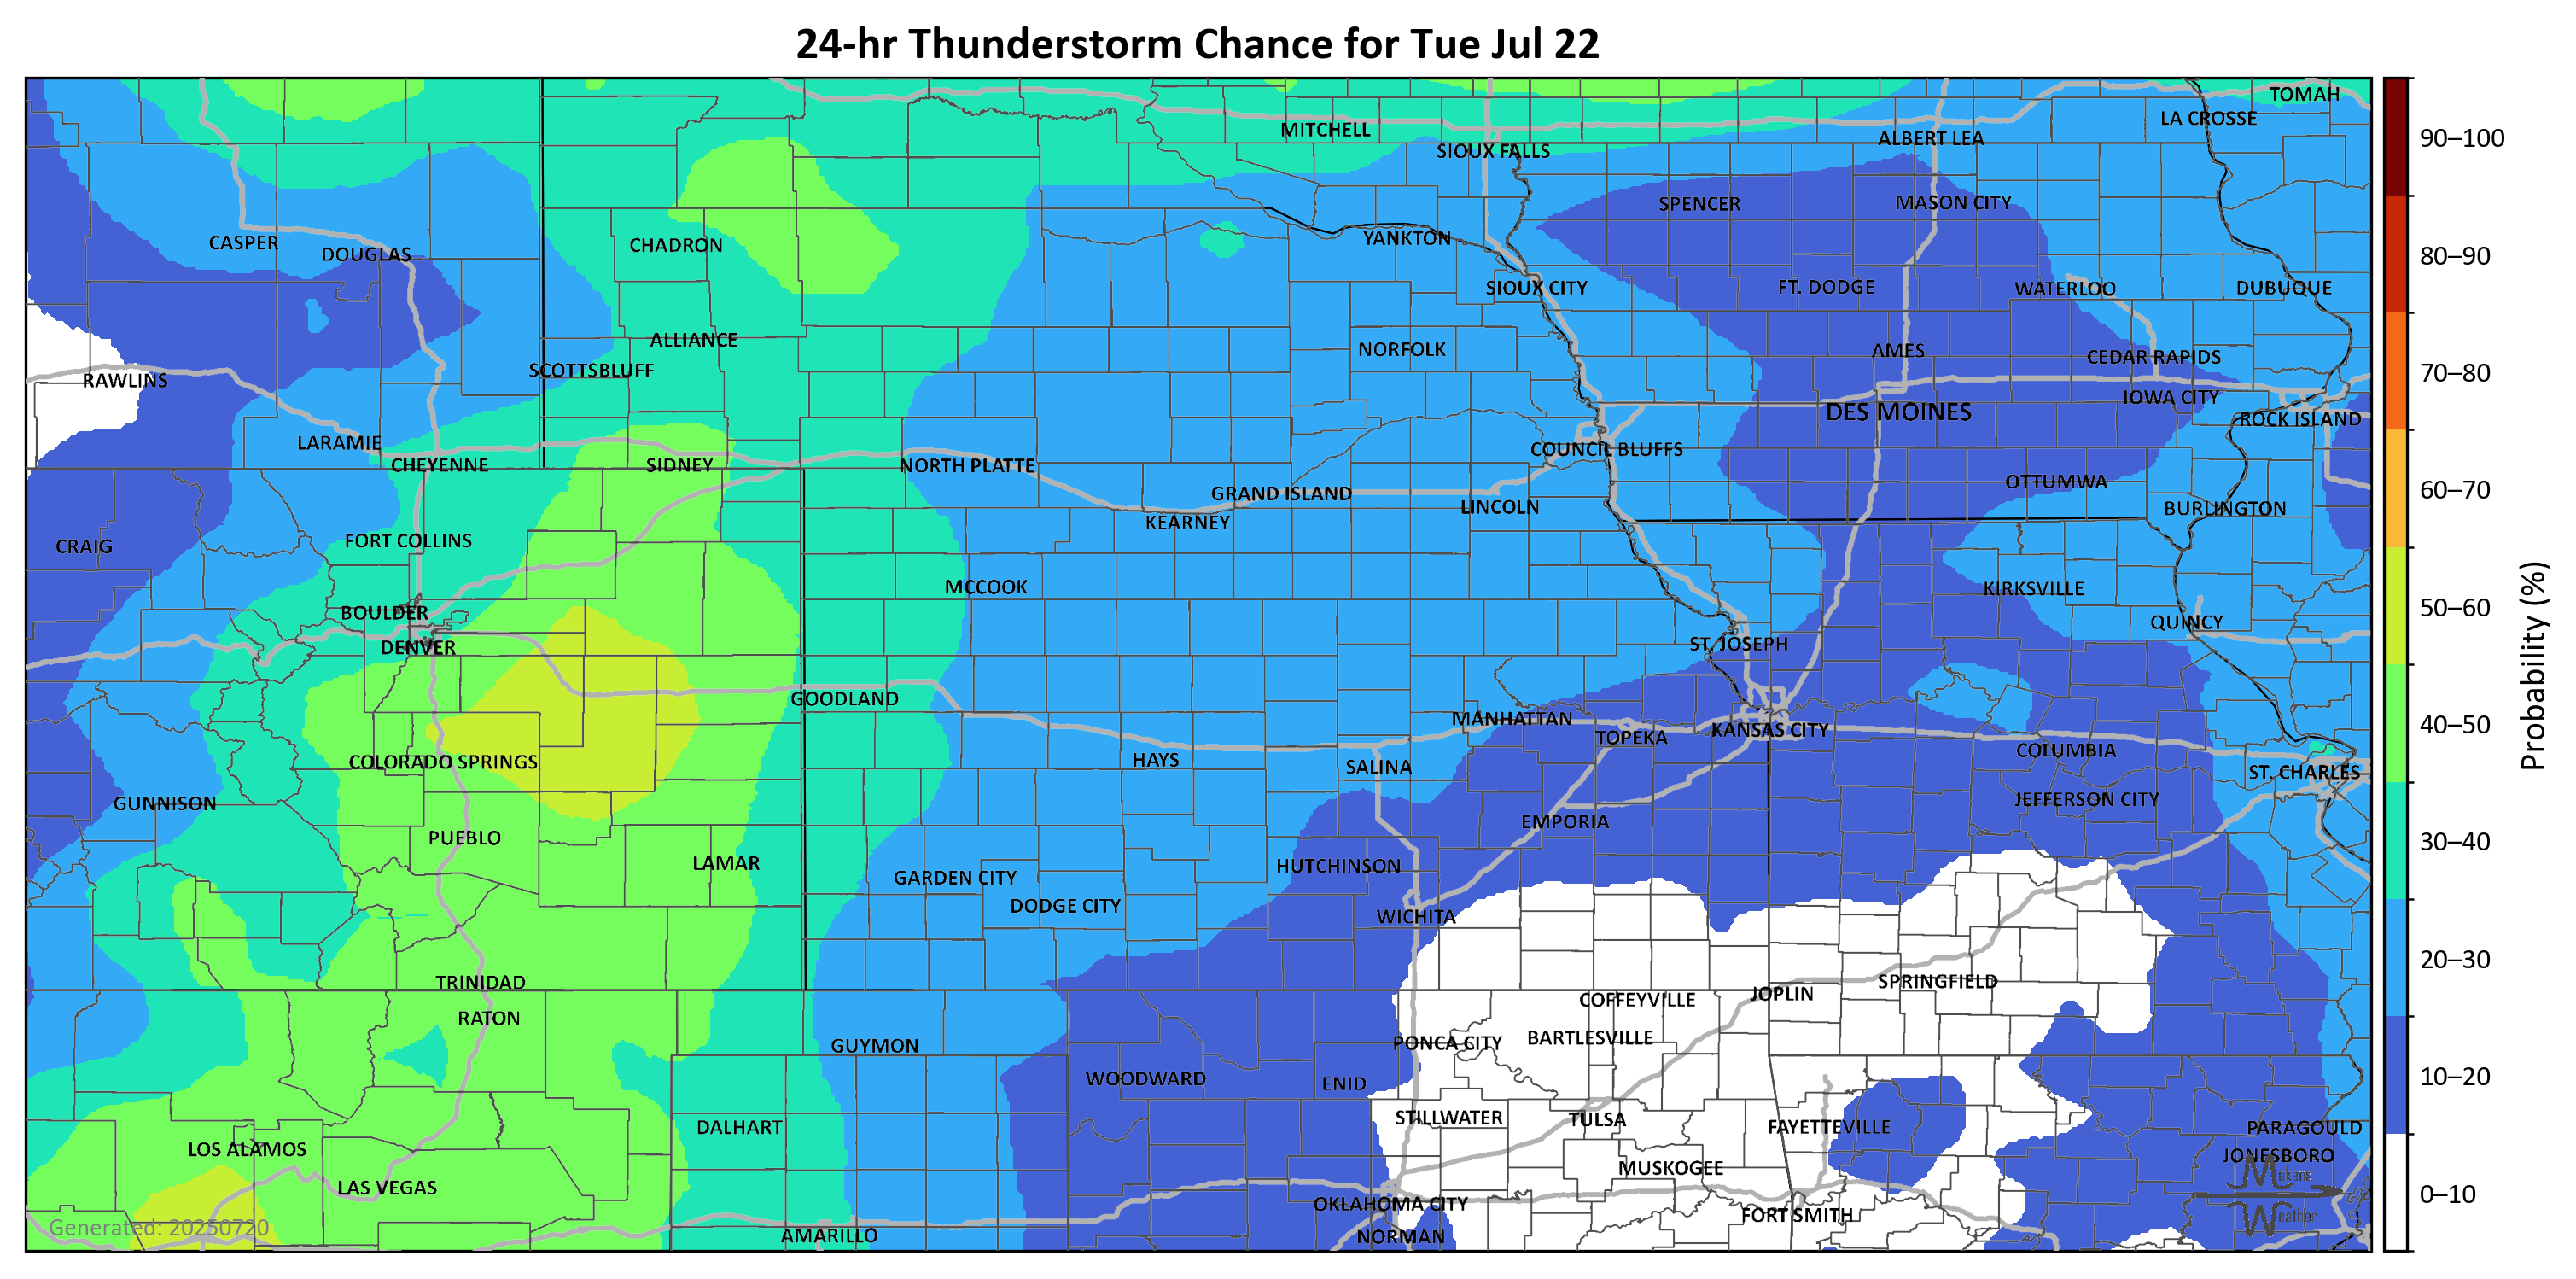 24-hr Thunderstorm Chance for Tue Jul 22
TOMAH
LA CROSSE
MITCHELL
ALBERT LEA
SIOUX FALLS
SPENCER
MASON CITY
CASPER
DOUGLAS
CHADRON
YANKTON
SIOUX CITY
FT. DODGE
WATERLOO
DUBUQUE
ALLIANCE
NORFOLK
AMES
CEDAR RAPIDS
RAWLINS
SCOTTSBLUFF
IOWA CITY
DES MOINES
ROCK ISLAND
LARAMIE
CHEYENNE
SIDNEY
NORTH PLATTE
COUNCIL BLUFFS
GRAND ISLAND
LINCOLN
OTTUMWA
BURLINGTON
KEARNEY
CRAIG
FORT COLLINS
MCCOOK
KIRKSVILLE
BOULDER
QUINCY
DENVER
ST. JOSEPH
GOODLAND
MANHATTAN
TOPEKA
KANSAS CITY
COLUMBIA
COLORADO SPRINGS
HAYS
SALINA
ST. CHARLES
GUNNISON
JEFFERSON CITY
PUEBLO
EMPORIA
LAMAR
GARDEN CITY
HUTCHINSON
DODGE CITY
WICHITA
TRINIDAD
SPRINGFIELD
COFFEYVILLE
JOPLIN
RATON
GUYMON
PONCA CITY
BARTLESVILLE
WOODWARD
ENID
DALHART
STILLWATER
TULSA
FAYETTEVILLE
PARAGOULD
LOS ALAMOS
JONESBORO
LAS VEGAS
MUSKOGEE
OKLAHOMA CITY
FORT SMITH
AMARILLO
NORMAN
Generated: 20250720
Mekens
Weather
90–100
80–90
70–80
60–70
50–60
40–50
30–40
20–30
10–20
0–10
Probability (%)